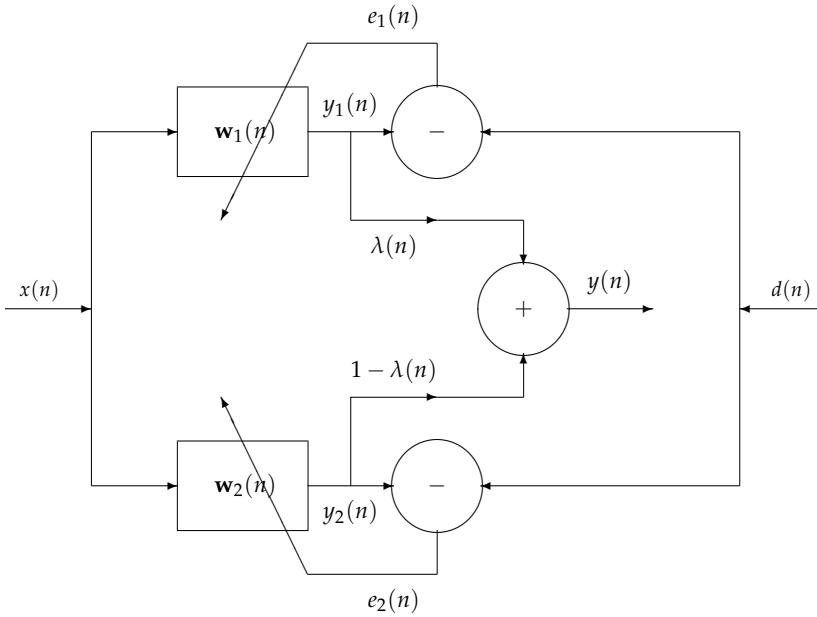 e₁(n)
y₁(n)
w₁(n)
−
λ(n)
x(n)
y(n)
d(n)
+
1 − λ(n)
w₂(n)
−
y₂(n)
e₂(n)